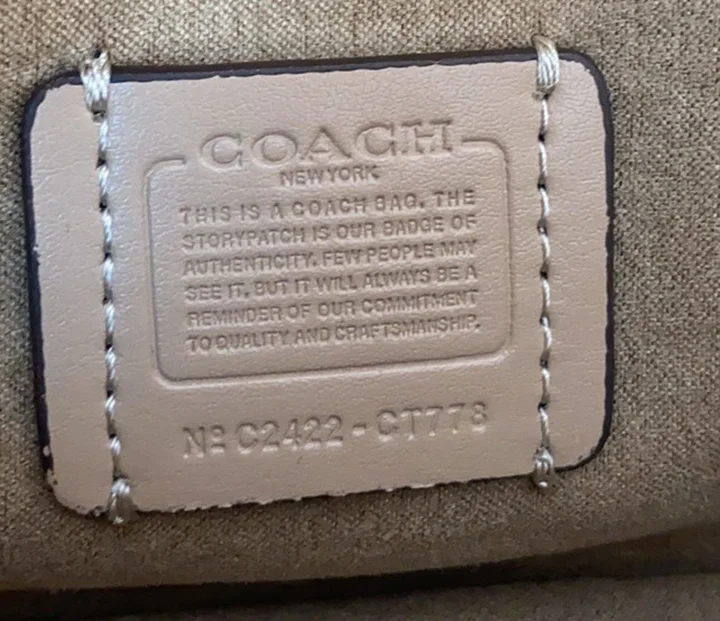 COACH
NEW YORK
THIS IS A COACH BAG. THE
STORYPATCH IS OUR BADGE OF
AUTHENTICITY. FEW PEOPLE MAY
SEE IT, BUT IT WILL ALWAYS BE A
REMINDER OF OUR COMMITMENT
TO QUALITY AND CRAFTSMANSHIP.
Nº C2422 - CT778